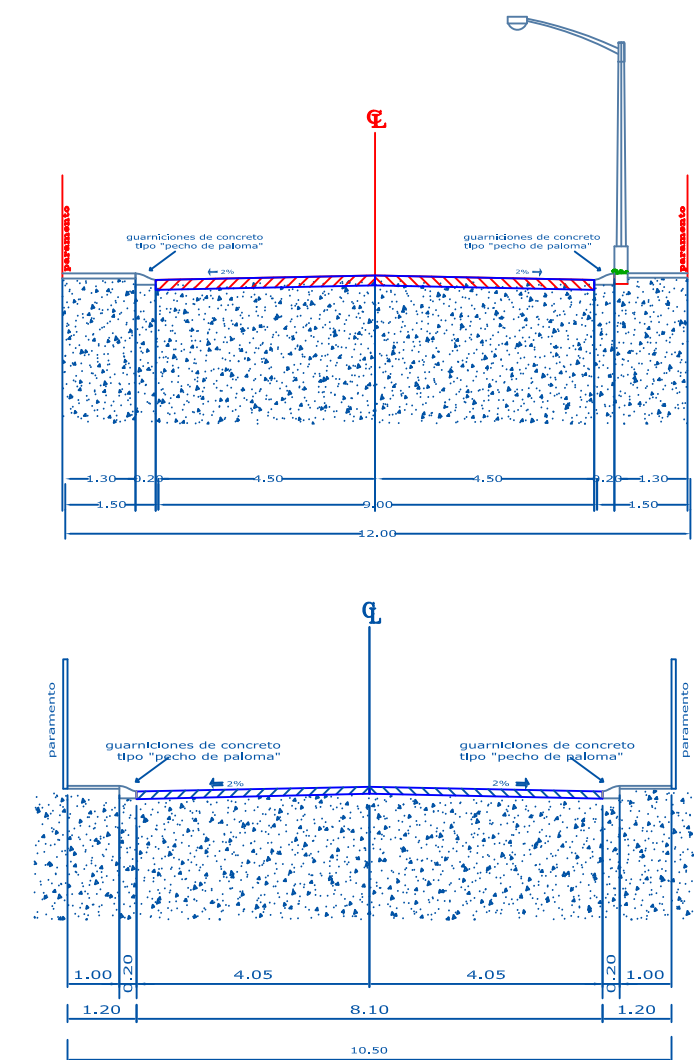 ℄
paramento
paramento
guarniciones de concreto
tipo "pecho de paloma"
guarniciones de concreto
tipo "pecho de paloma"
2%
2%
1.30
0.20
4.50
4.50
0.20
1.30
1.50
9.00
1.50
12.00
℄
paramento
paramento
guarniciones de concreto
tipo "pecho de paloma"
guarniciones de concreto
tipo "pecho de paloma"
2%
2%
1.00
0.20
4.05
4.05
0.20
1.00
1.20
8.10
1.20
10.50